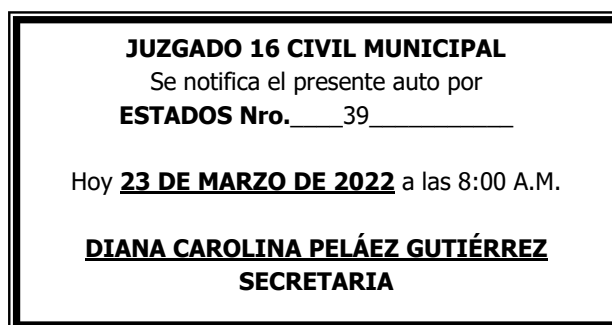 JUZGADO 16 CIVIL MUNICIPAL
Se notifica el presente auto por
ESTADOS Nro.____39___________
Hoy 23 DE MARZO DE 2022 a las 8:00 A.M.
DIANA CAROLINA PELÁEZ GUTIÉRREZ
SECRETARIA